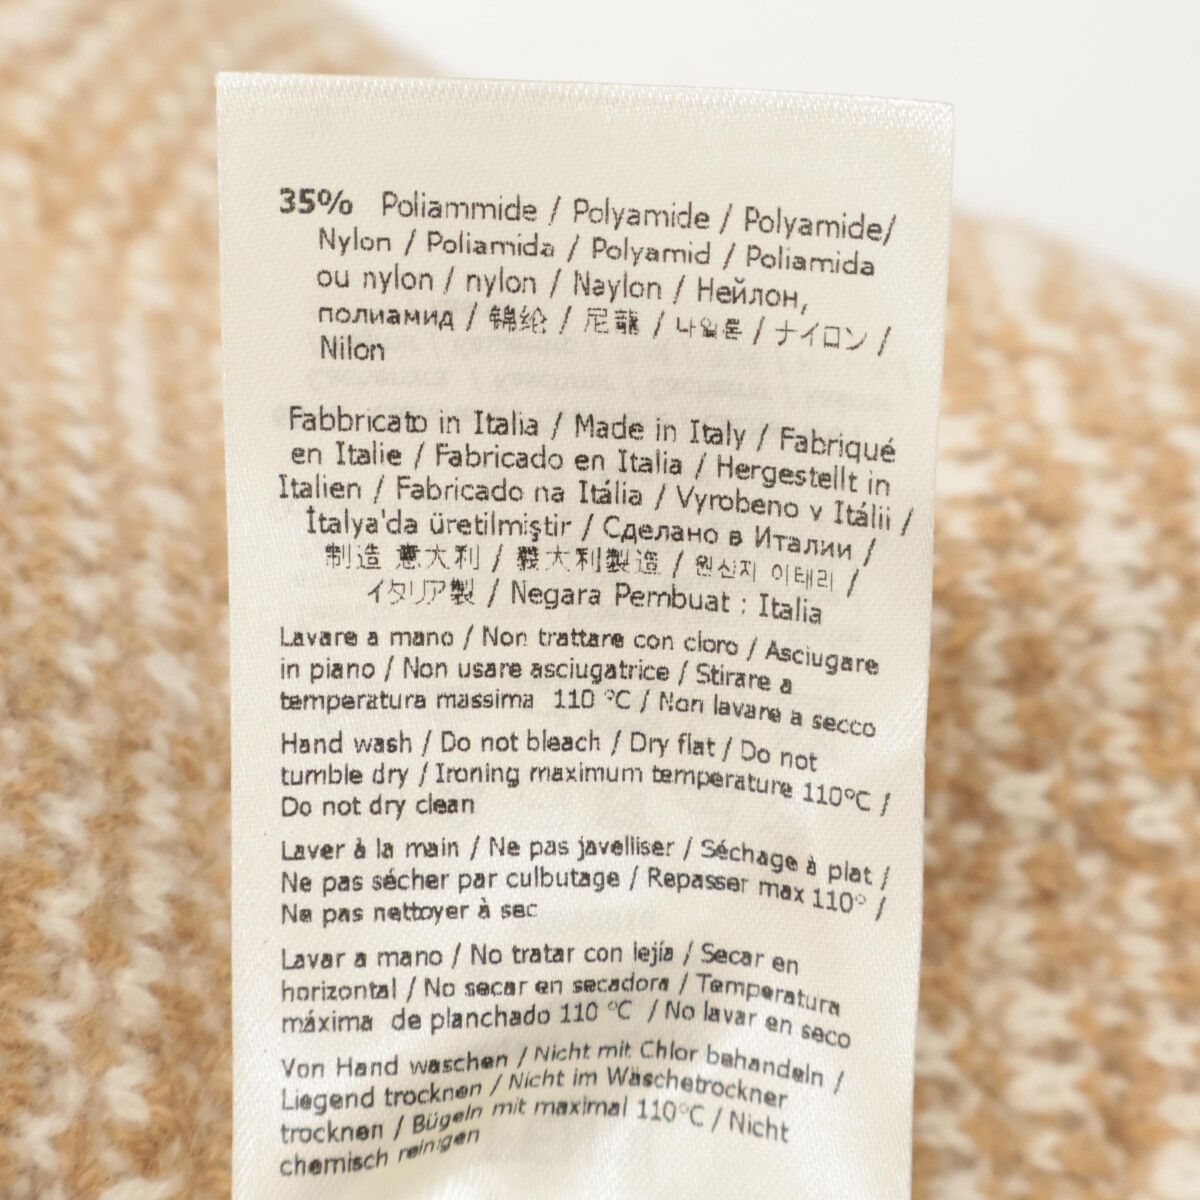 35% Poliammide / Polyamide / Polyamide/
Nylon / Poliamida / Polyamid / Poliamida
ou nylon / nylon / Naylon / Нейлон,
полиамид / 锦纶 / 尼龍 / 나일론 / ナイロン /
Nilon
Fabbricato in Italia / Made in Italy / Fabriqué
en Italie / Fabricado en Italia / Hergestellt in
Italien / Fabricado na Itália / Vyrobeno v Itálii /
İtalya'da üretilmiştir / Сделано в Италии /
制造 意大利 / 義大利製造 / 원산지 이태리 /
イタリア製 / Negara Pembuat : Italia
Lavare a mano / Non trattare con cloro / Asciugare
in piano / Non usare asciugatrice / Stirare a
temperatura massima 110 °C / Non lavare a secco
Hand wash / Do not bleach / Dry flat / Do not
tumble dry / Ironing maximum temperature 110°C /
Do not dry clean
Laver à la main / Ne pas javelliser / Séchage à plat /
Ne pas sécher par culbutage / Repasser max 110° /
Ne pas nettoyer à sec
Lavar a mano / No tratar con lejía / Secar en
horizontal / No secar en secadora / Temperatura
máxima de planchado 110 °C / No lavar en seco
Von Hand waschen / Nicht mit Chlor behandeln /
Liegend trocknen / Nicht im Wäschetrockner
trocknen / Bügeln mit maximal 110°C / Nicht
chemisch reinigen